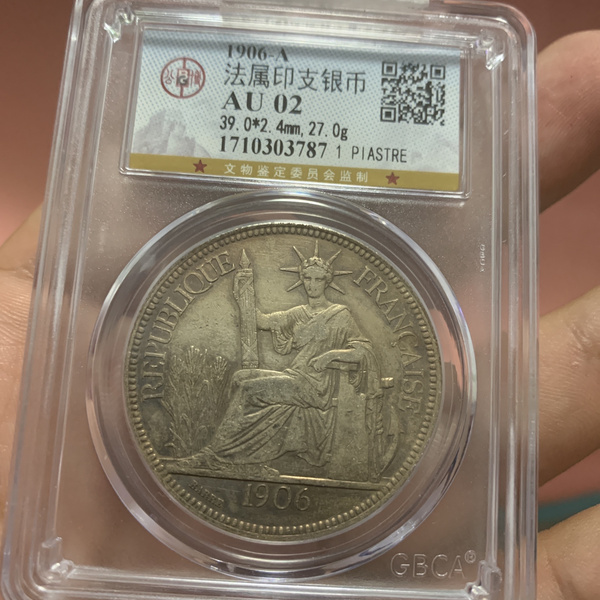 1906-A
法属印支银币
AU 02
39.0*2.4mm, 27.0g
1710303787 1 PIASTRE
★ 文物鉴定委员会监制 ★
REPUBLIQUE FRANÇAISE
1906
GBCA®